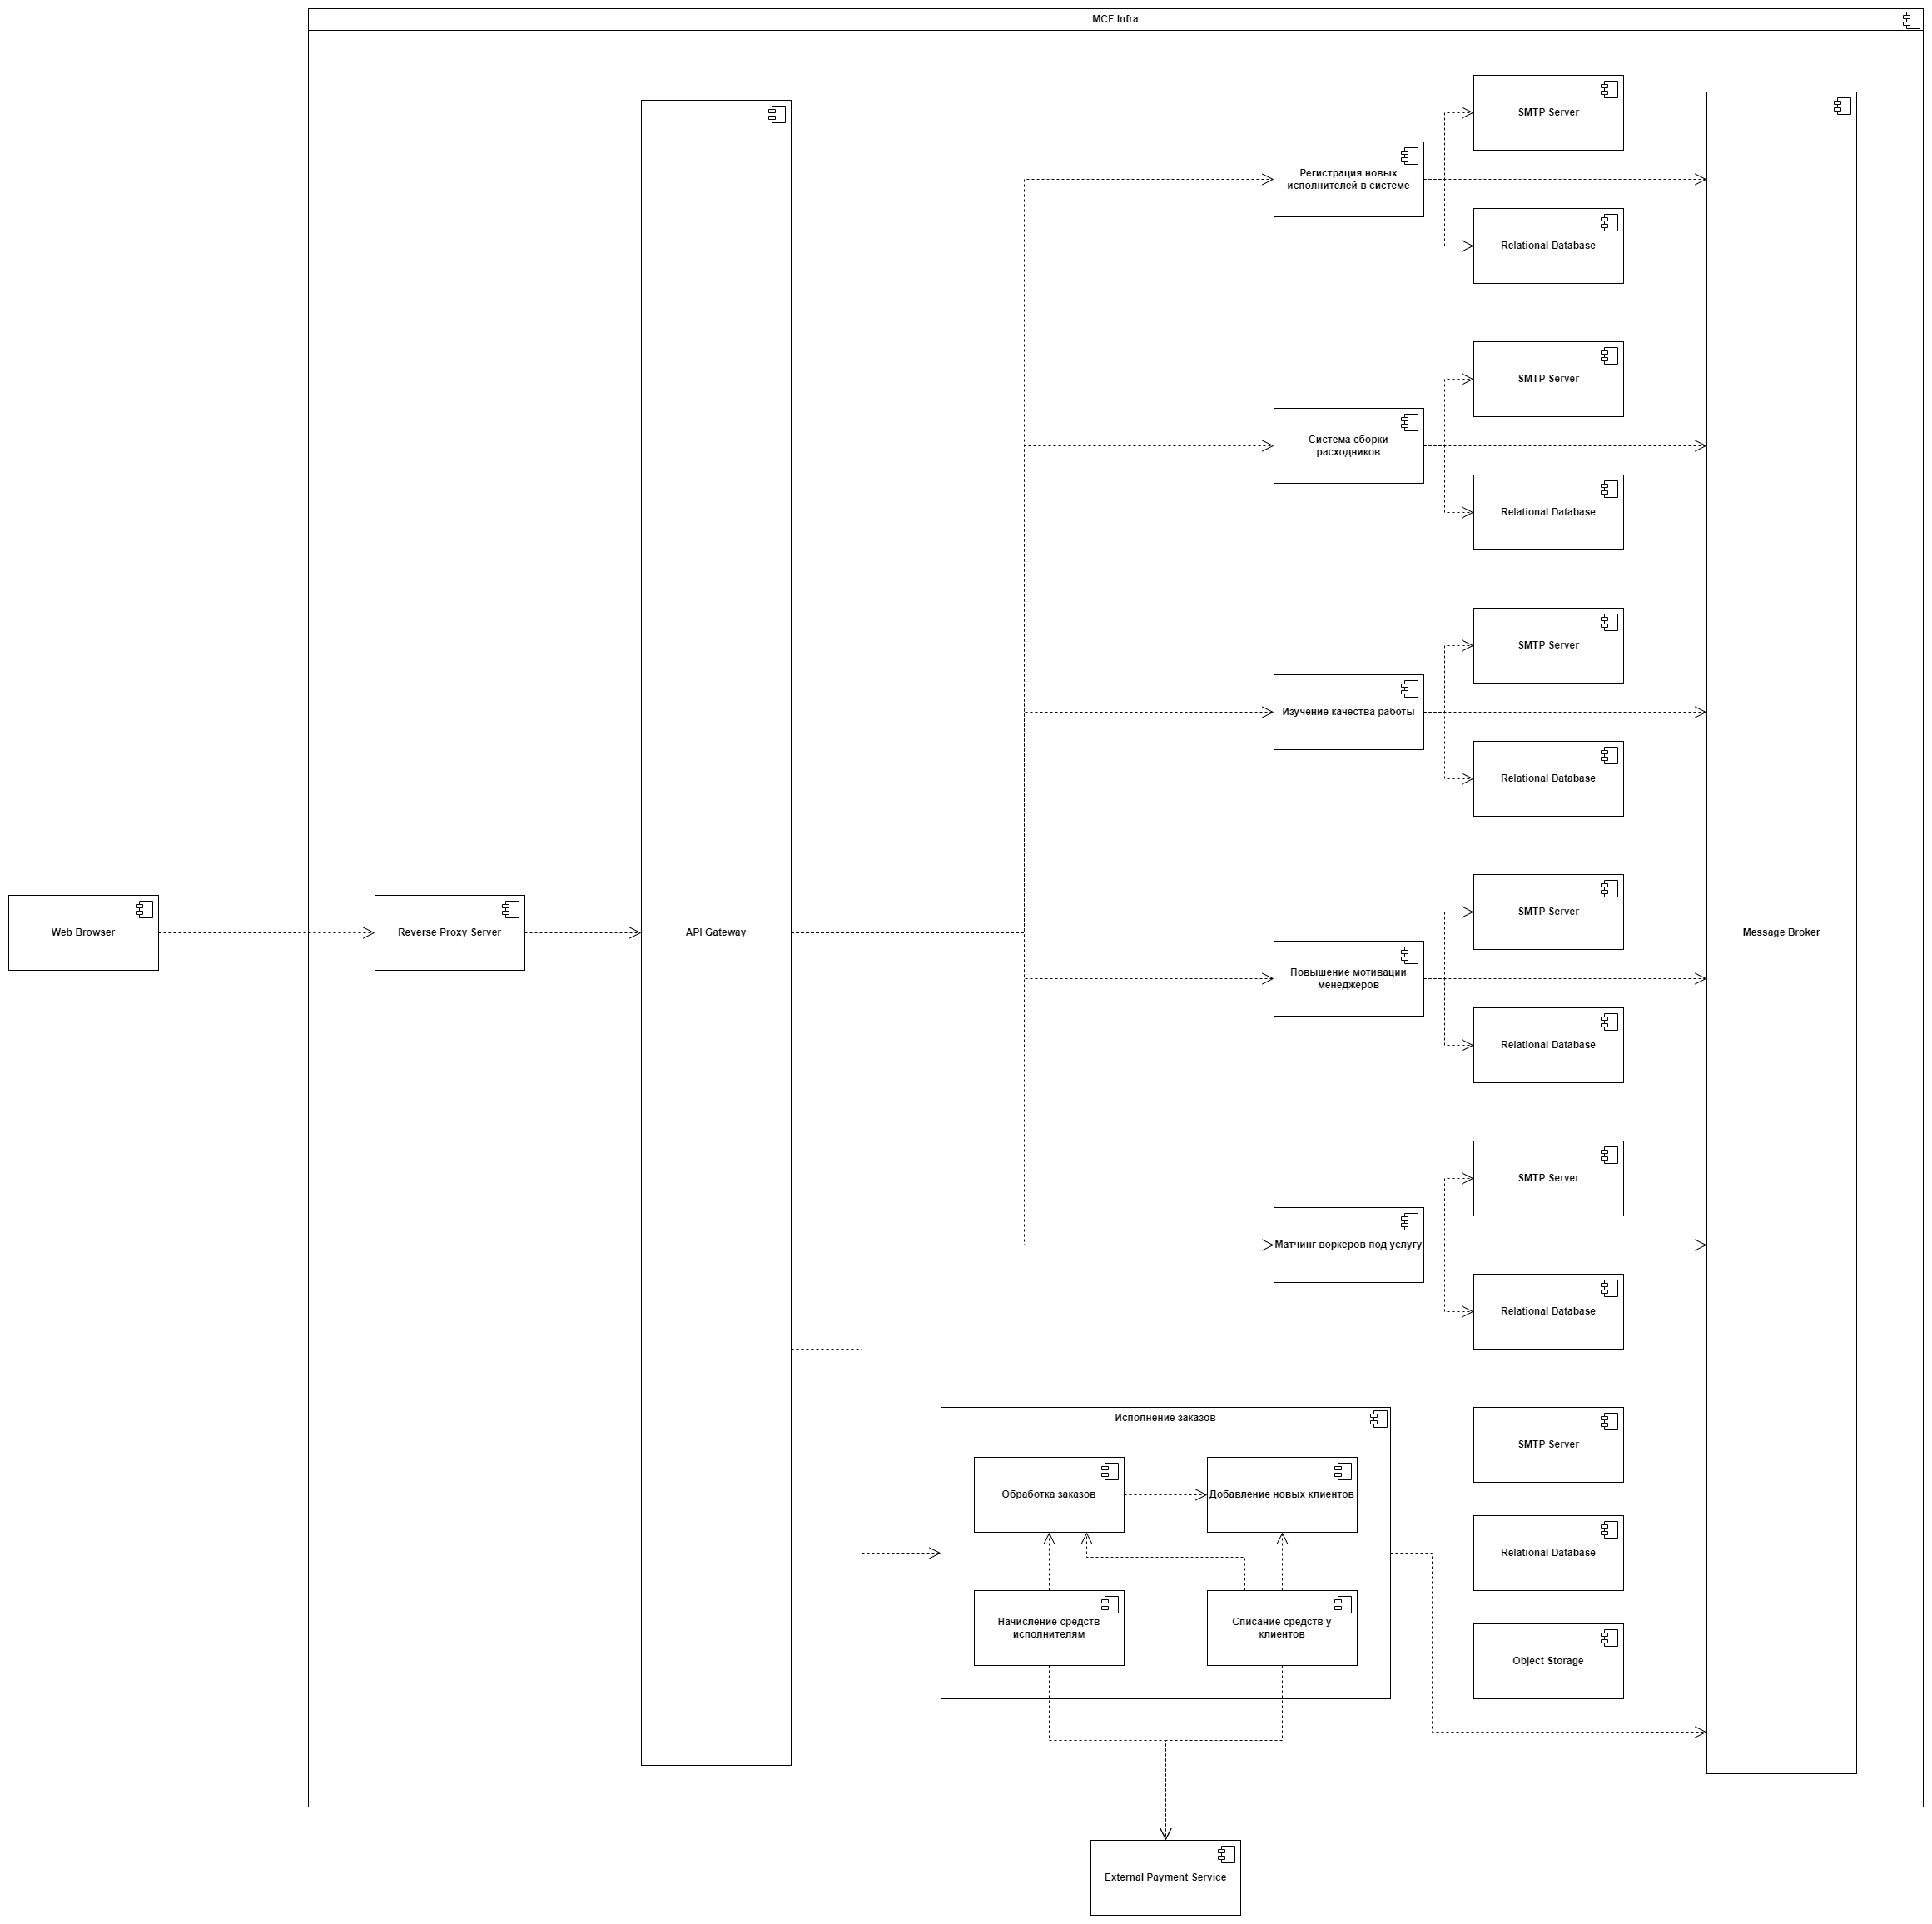 MCF Infra
SMTP Server
Регистрация новых
исполнителей в системе
Relational Database
SMTP Server
Система сборки
расходников
Relational Database
SMTP Server
Изучение качества работы
Relational Database
SMTP Server
Web Browser
Reverse Proxy Server
API Gateway
Message Broker
Повышение мотивации
менеджеров
Relational Database
SMTP Server
Матчинг воркеров под услугу
Relational Database
Исполнение заказов
SMTP Server
Обработка заказов
Добавление новых клиентов
Relational Database
Начисление средств
исполнителям
Списание средств у
клиентов
Object Storage
External Payment Service